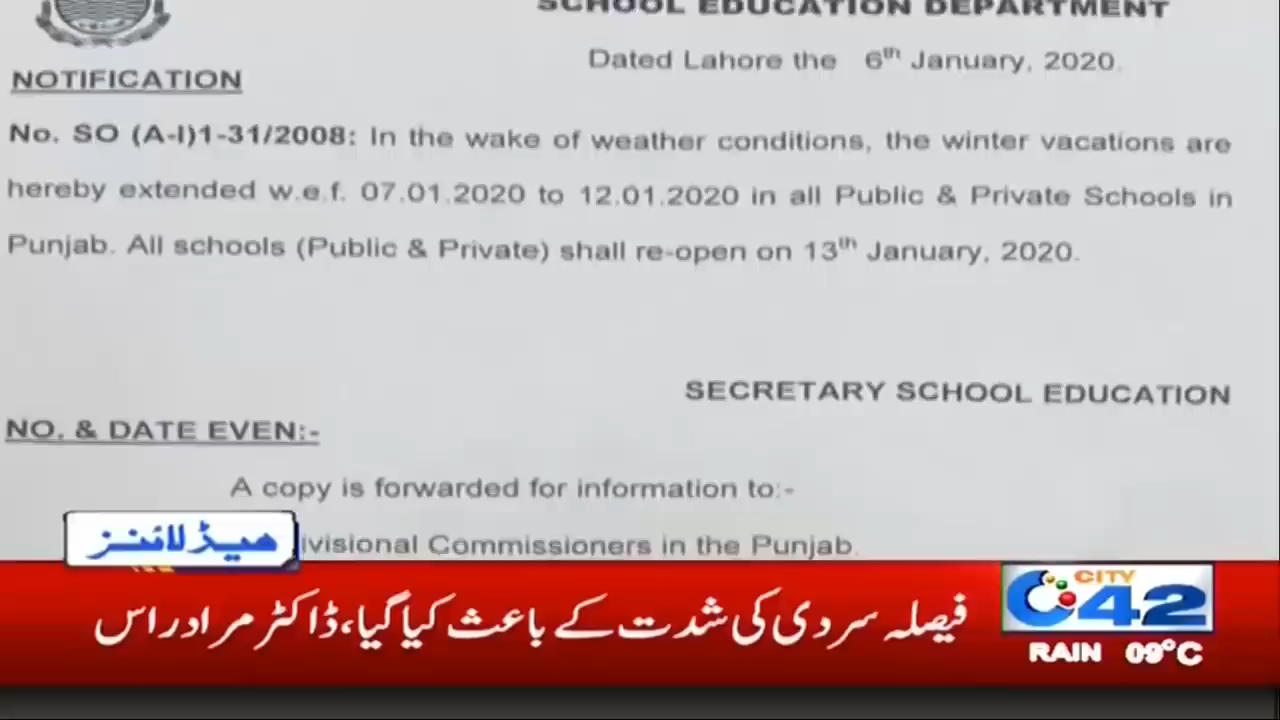 SCHOOL EDUCATION DEPARTMENT
Dated Lahore the 6th January, 2020.
NOTIFICATION
No. SO (A-I)1-31/2008: In the wake of weather conditions, the winter vacations are
hereby extended w.e.f. 07.01.2020 to 12.01.2020 in all Public & Private Schools in
Punjab. All schools (Public & Private) shall re-open on 13th January, 2020.
SECRETARY SCHOOL EDUCATION
NO. & DATE EVEN:-
A copy is forwarded for information to:-
ivisional Commissioners in the Punjab.
ہیڈلائنز
فیصلہ سردی کی شدت کے باعث کیا گیا، ڈاکٹر مراد راس
CITY
42
RAIN 09°C